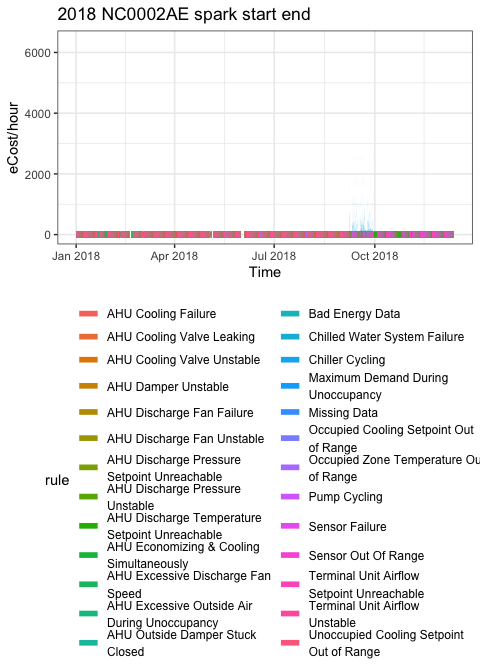 2018 NC0002AE spark start end
eCost/hour
6000
4000
2000
0
Jan 2018
Apr 2018
Jul 2018
Oct 2018
Time
rule
AHU Cooling Failure
AHU Cooling Valve Leaking
AHU Cooling Valve Unstable
AHU Damper Unstable
AHU Discharge Fan Failure
AHU Discharge Fan Unstable
AHU Discharge Pressure
Setpoint Unreachable
AHU Discharge Pressure
Unstable
AHU Discharge Temperature
Setpoint Unreachable
AHU Economizing & Cooling
Simultaneously
AHU Excessive Discharge Fan
Speed
AHU Excessive Outside Air
During Unoccupancy
AHU Outside Damper Stuck
Closed
Bad Energy Data
Chilled Water System Failure
Chiller Cycling
Maximum Demand During
Unoccupancy
Missing Data
Occupied Cooling Setpoint Out
of Range
Occupied Zone Temperature Ou
of Range
Pump Cycling
Sensor Failure
Sensor Out Of Range
Terminal Unit Airflow
Setpoint Unreachable
Terminal Unit Airflow
Unstable
Unoccupied Cooling Setpoint
Out of Range